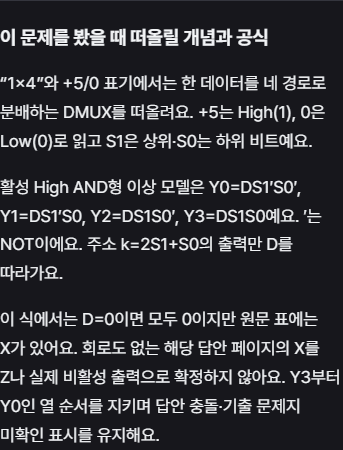 이 문제를 봤을 때 떠올릴 개념과 공식
“1×4”와 +5/0 표기에서는 한 데이터를 네 경로로
분배하는 DMUX를 떠올려요. +5는 High(1), 0은
Low(0)로 읽고 S1은 상위·S0는 하위 비트예요.
활성 High AND형 이상 모델은 Y0=DS1′S0′,
Y1=DS1′S0, Y2=DS1S0′, Y3=DS1S0예요. ′는
NOT이에요. 주소 k=2S1+S0의 출력만 D를
따라가요.
이 식에서는 D=0이면 모두 0이지만 원문 표에는
X가 있어요. 회로도 없는 해당 답안 페이지의 X를
Z나 실제 비활성 출력으로 확정하지 않아요. Y3부터
Y0인 열 순서를 지키며 답안 충돌·기출 문제지
미확인 표시를 유지해요.